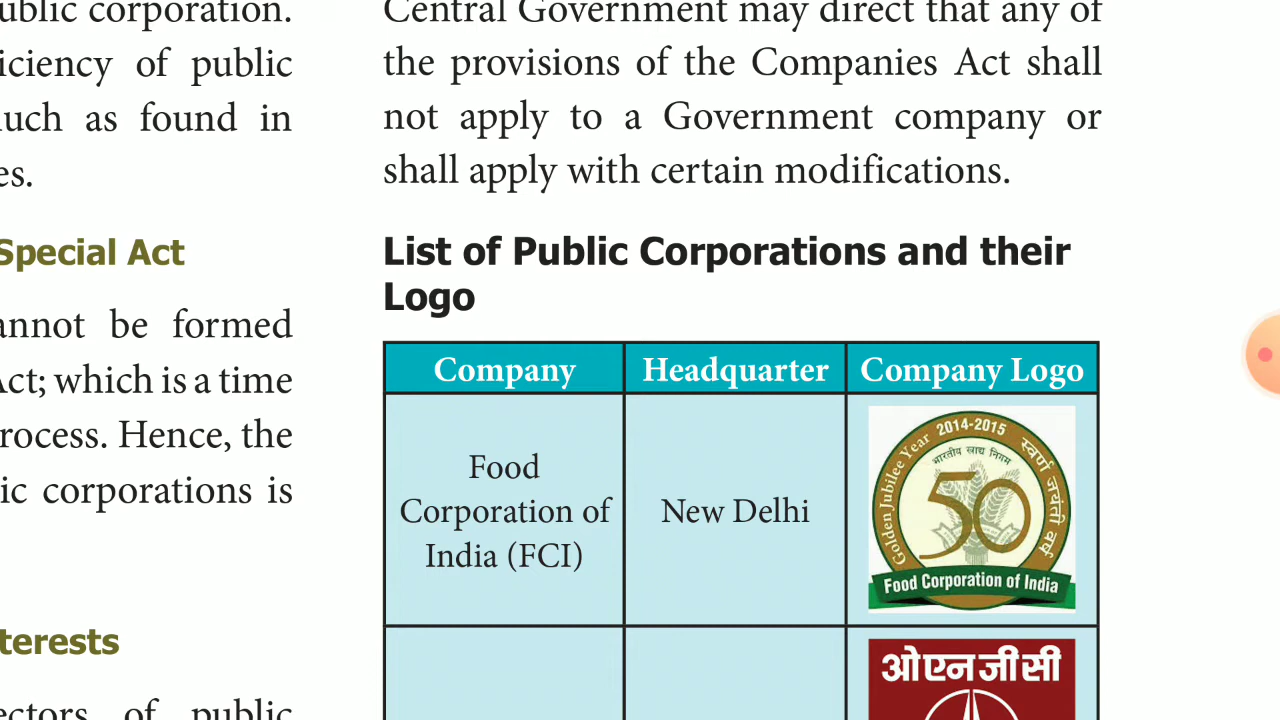 ublic corporation.
iciency of public
uch as found in
es.
Special Act
annot be formed
Act; which is a time
rocess. Hence, the
ic corporations is
terests
ectors of public
Central Government may direct that any of
the provisions of the Companies Act shall
not apply to a Government company or
shall apply with certain modifications.
List of Public Corporations and their
Logo
Company Headquarter Company Logo
Food
Corporation of
India (FCI)
New Delhi
Golden Jubilee Year 2014-2015 स्वर्ण जयंती वर्ष
भारतीय खाद्य निगम
50
Food Corporation of India
ओएनजीसी